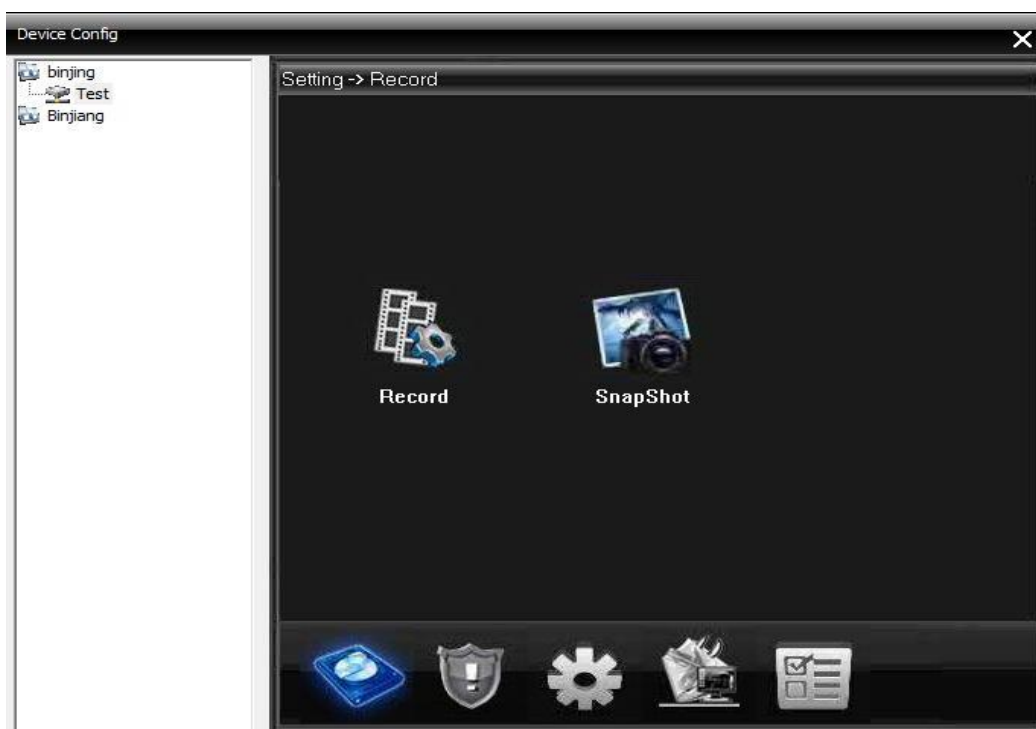 Device Config
binjing
Test
Binjiang
Setting -> Record
Record
SnapShot